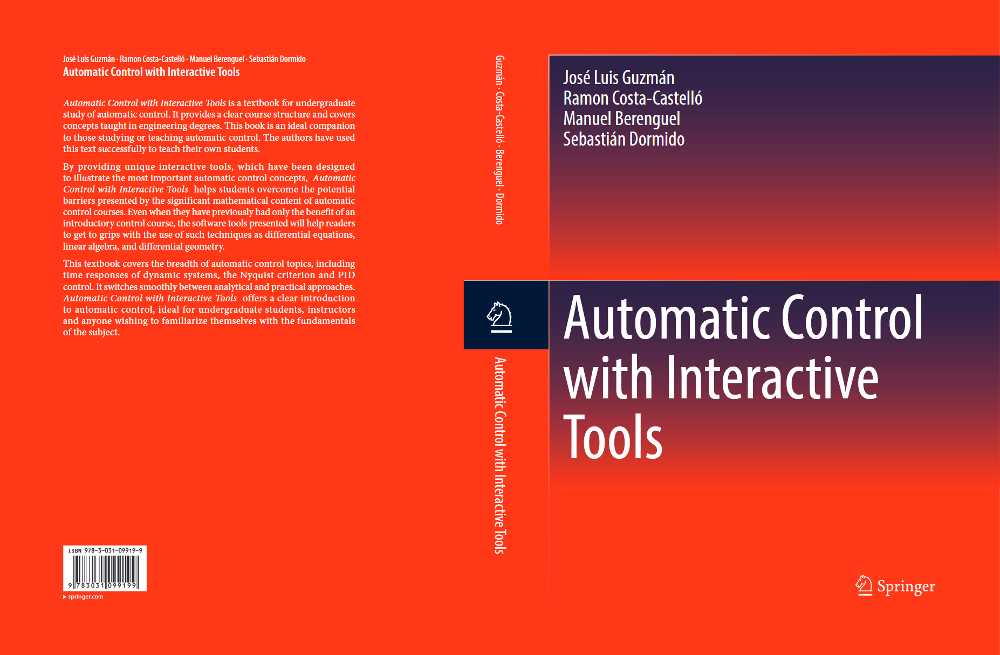 José Luis Guzmán · Ramon Costa-Castelló · Manuel Berenguel · Sebastián Dormido
Automatic Control with Interactive Tools
Automatic Control with Interactive Tools is a textbook for undergraduate
study of automatic control. It provides a clear course structure and covers
concepts taught in engineering degrees. This book is an ideal companion
to those studying or teaching automatic control. The authors have used
this text successfully to teach their own students.
By providing unique interactive tools, which have been designed
to illustrate the most important automatic control concepts, Automatic
Control with Interactive Tools helps students overcome the potential
barriers presented by the significant mathematical content of automatic
control courses. Even when they have previously had only the benefit of an
introductory control course, the software tools presented will help readers
to get to grips with the use of such techniques as differential equations,
linear algebra, and differential geometry.
This textbook covers the breadth of automatic control topics, including
time responses of dynamic systems, the Nyquist criterion and PID
control. It switches smoothly between analytical and practical approaches.
Automatic Control with Interactive Tools offers a clear introduction
to automatic control, ideal for undergraduate students, instructors
and anyone wishing to familiarize themselves with the fundamentals
of the subject.
ISBN 978-3-031-09919-9
9 783031 099199
springer.com
Guzmán · Costa-Castelló · Berenguel · Dormido
Automatic Control with Interactive Tools
José Luis Guzmán
Ramon Costa-Castelló
Manuel Berenguel
Sebastián Dormido
Automatic Control
with Interactive
Tools
Springer